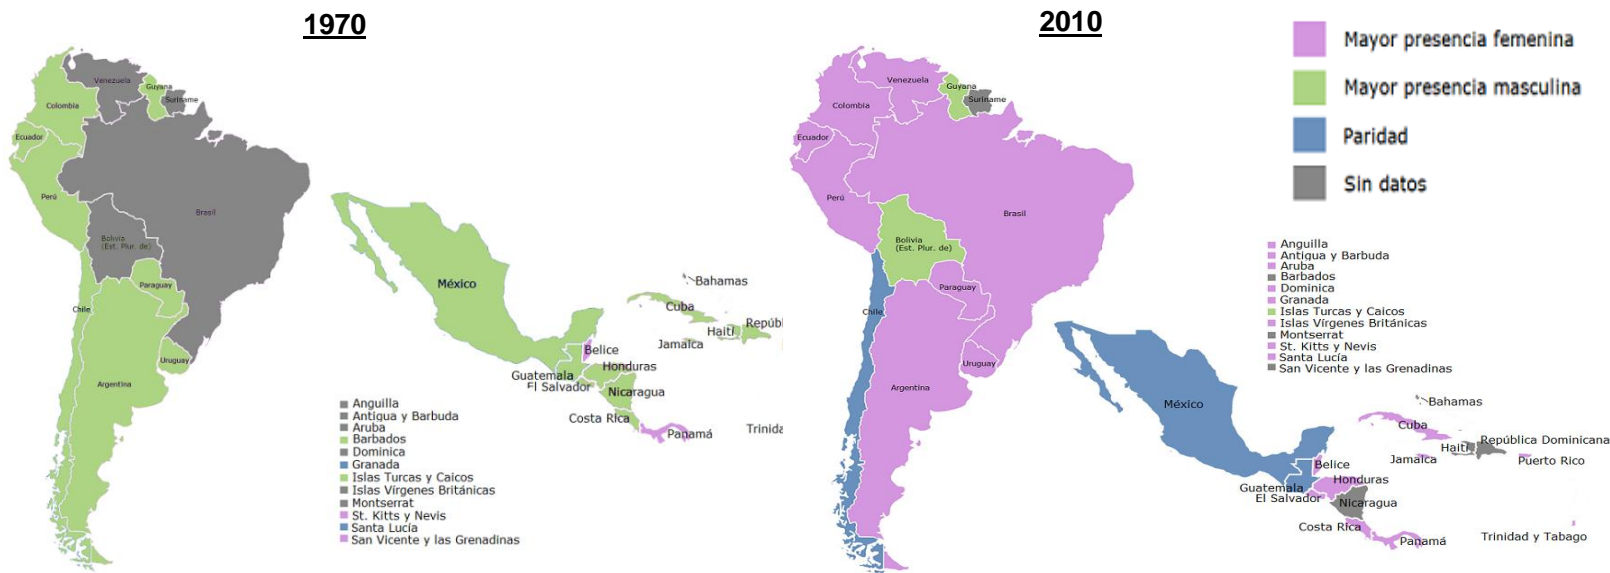 1970
Venezuela
Guyana
Suriname
Colombia
Ecuador
Perú
Brasil
Bolivia
(Est. Plur. de)
Paraguay
Chile
Uruguay
Argentina
México
Bahamas
Cuba
Haití
Repúbl
Jamaica
Belice
Honduras
Guatemala
El Salvador
Nicaragua
Costa Rica
Panamá
Trinida
Anguilla
Antigua y Barbuda
Aruba
Barbados
Dominica
Granada
Islas Turcas y Caicos
Islas Vírgenes Británicas
Montserrat
St. Kitts y Nevis
Santa Lucía
San Vicente y las Grenadinas
2010
Venezuela
Guyana
Suriname
Colombia
Ecuador
Perú
Brasil
Bolivia
(Est. Plur. de)
Paraguay
Chile
Uruguay
Argentina
México
Bahamas
Cuba
Haití
República Dominicana
Jamaica
Puerto Rico
Belice
Honduras
Guatemala
El Salvador
Nicaragua
Costa Rica
Panamá
Trinidad y Tabago
Mayor presencia femenina
Mayor presencia masculina
Paridad
Sin datos
Anguilla
Antigua y Barbuda
Aruba
Barbados
Dominica
Granada
Islas Turcas y Caicos
Islas Vírgenes Británicas
Montserrat
St. Kitts y Nevis
Santa Lucía
San Vicente y las Grenadinas